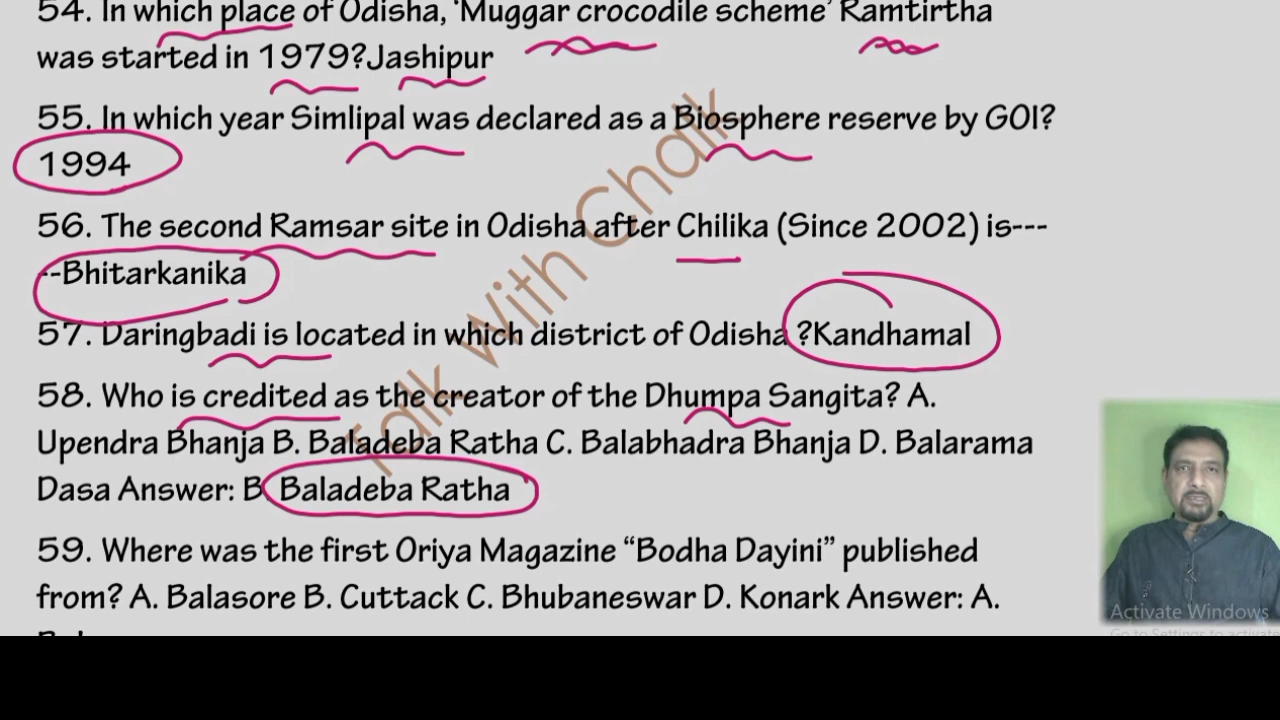 54. In which place of Odisha, 'Muggar crocodile scheme' Ramtirtha
was started in 1979?Jashipur
55. In which year Simlipal was declared as a Biosphere reserve by GOI?
1994
56. The second Ramsar site in Odisha after Chilika (Since 2002) is---
--Bhitarkanika
57. Daringbadi is located in which district of Odisha ?Kandhamal
58. Who is credited as the creator of the Dhumpa Sangita? A.
Upendra Bhanja B. Baladeba Ratha C. Balabhadra Bhanja D. Balarama
Dasa Answer: B. Baladeba Ratha
59. Where was the first Oriya Magazine “Bodha Dayini” published
from? A. Balasore B. Cuttack C. Bhubaneswar D. Konark Answer: A.
Talk With Chalk
Activate Windows